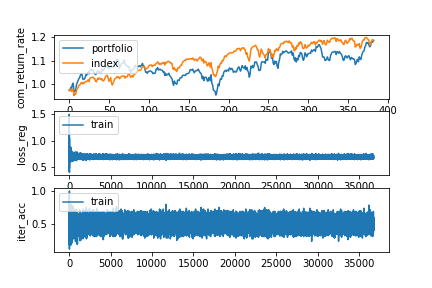 com_return_rate
1.2
1.1
1.0
portfolio
index
0 50 100 150 200 250 300 350 400
loss_reg
1.5
1.0
0.5
train
0 5000 10000 15000 20000 25000 30000 35000
iter_acc
1.0
0.5
train
0 5000 10000 15000 20000 25000 30000 35000